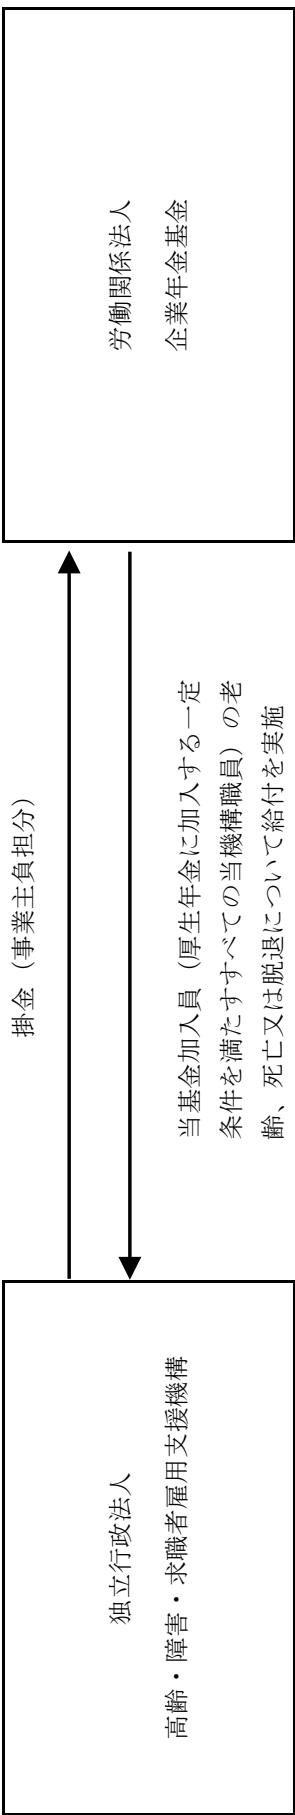 独立行政法人
高齢・障害・求職者雇用支援機構
掛金（事業主負担分）
当基金加入員（厚生年金に加入する一定
条件を満たすすべての当機構職員）の老
齢、死亡又は脱退について給付を実施
労働関係法人
企業年金基金